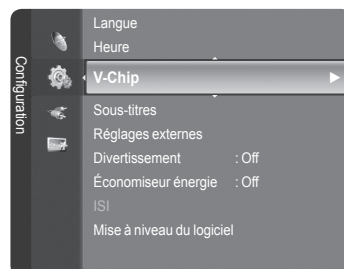 Configuration
Langue
Heure
V-Chip
Sous-titres
Réglages externes
Divertissement : Off
Économiseur énergie : Off
ISI
Mise à niveau du logiciel